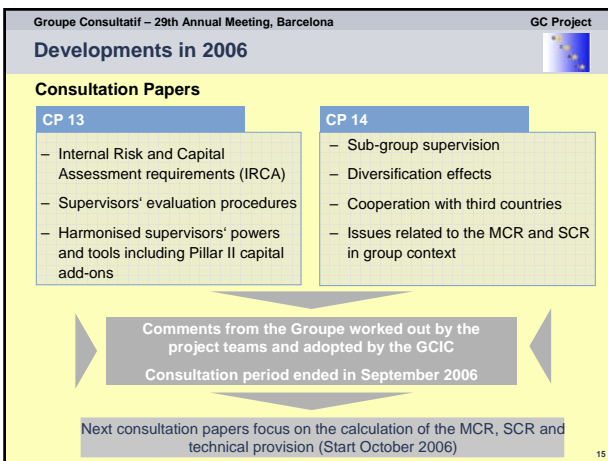 Groupe Consultatif – 29th Annual Meeting, Barcelona
GC Project
Developments in 2006
Consultation Papers
CP 13
– Internal Risk and Capital
Assessment requirements (IRCA)
– Supervisors‘ evaluation procedures
– Harmonised supervisors‘ powers
and tools including Pillar II capital
add-ons
CP 14
– Sub-group supervision
– Diversification effects
– Cooperation with third countries
– Issues related to the MCR and SCR
in group context
Comments from the Groupe worked out by the
project teams and adopted by the GCIC
Consultation period ended in September 2006
Next consultation papers focus on the calculation of the MCR, SCR and
technical provision (Start October 2006)
15